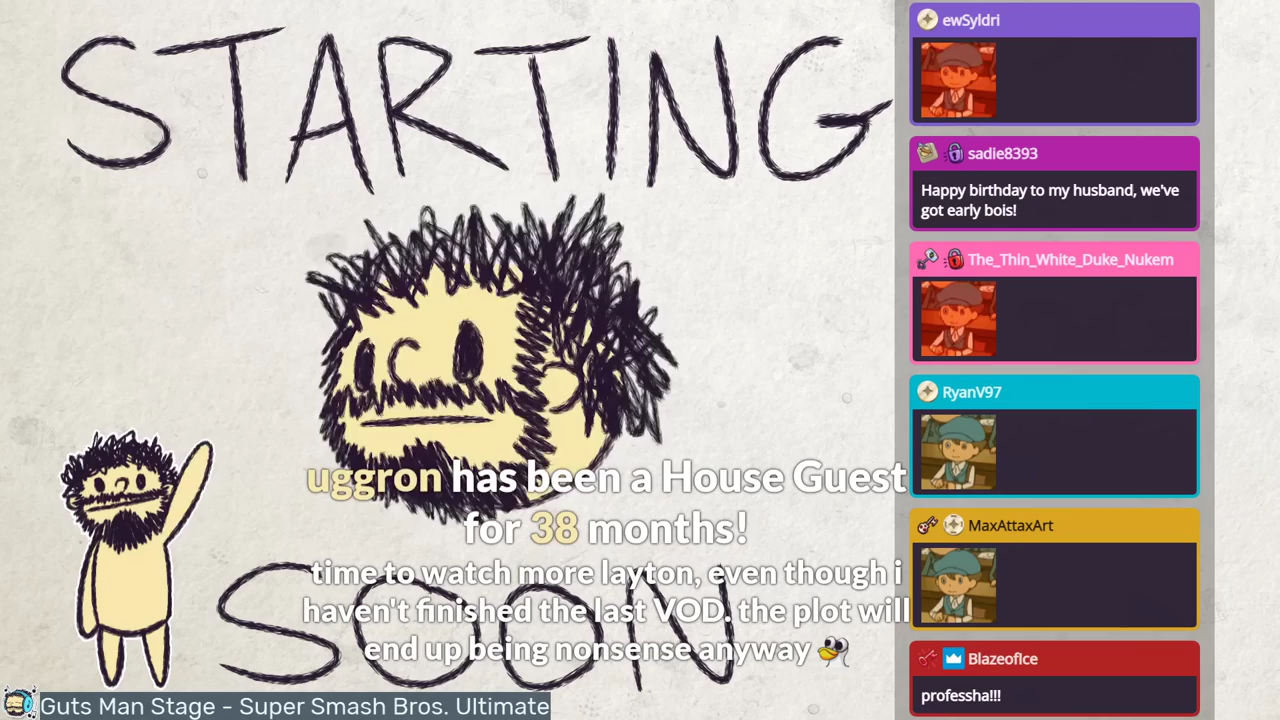 STARTING
SOON
uggron has been a House Guest
for 38 months!
time to watch more layton, even though i
haven't finished the last VOD. the plot will
end up being nonsense anyway
Guts Man Stage - Super Smash Bros. Ultimate
ewSyldri
sadie8393
Happy birthday to my husband, we've
got early bois!
The_Thin_White_Duke_Nukem
RyanV97
MaxAttaxArt
BlazeofIce
professha!!!